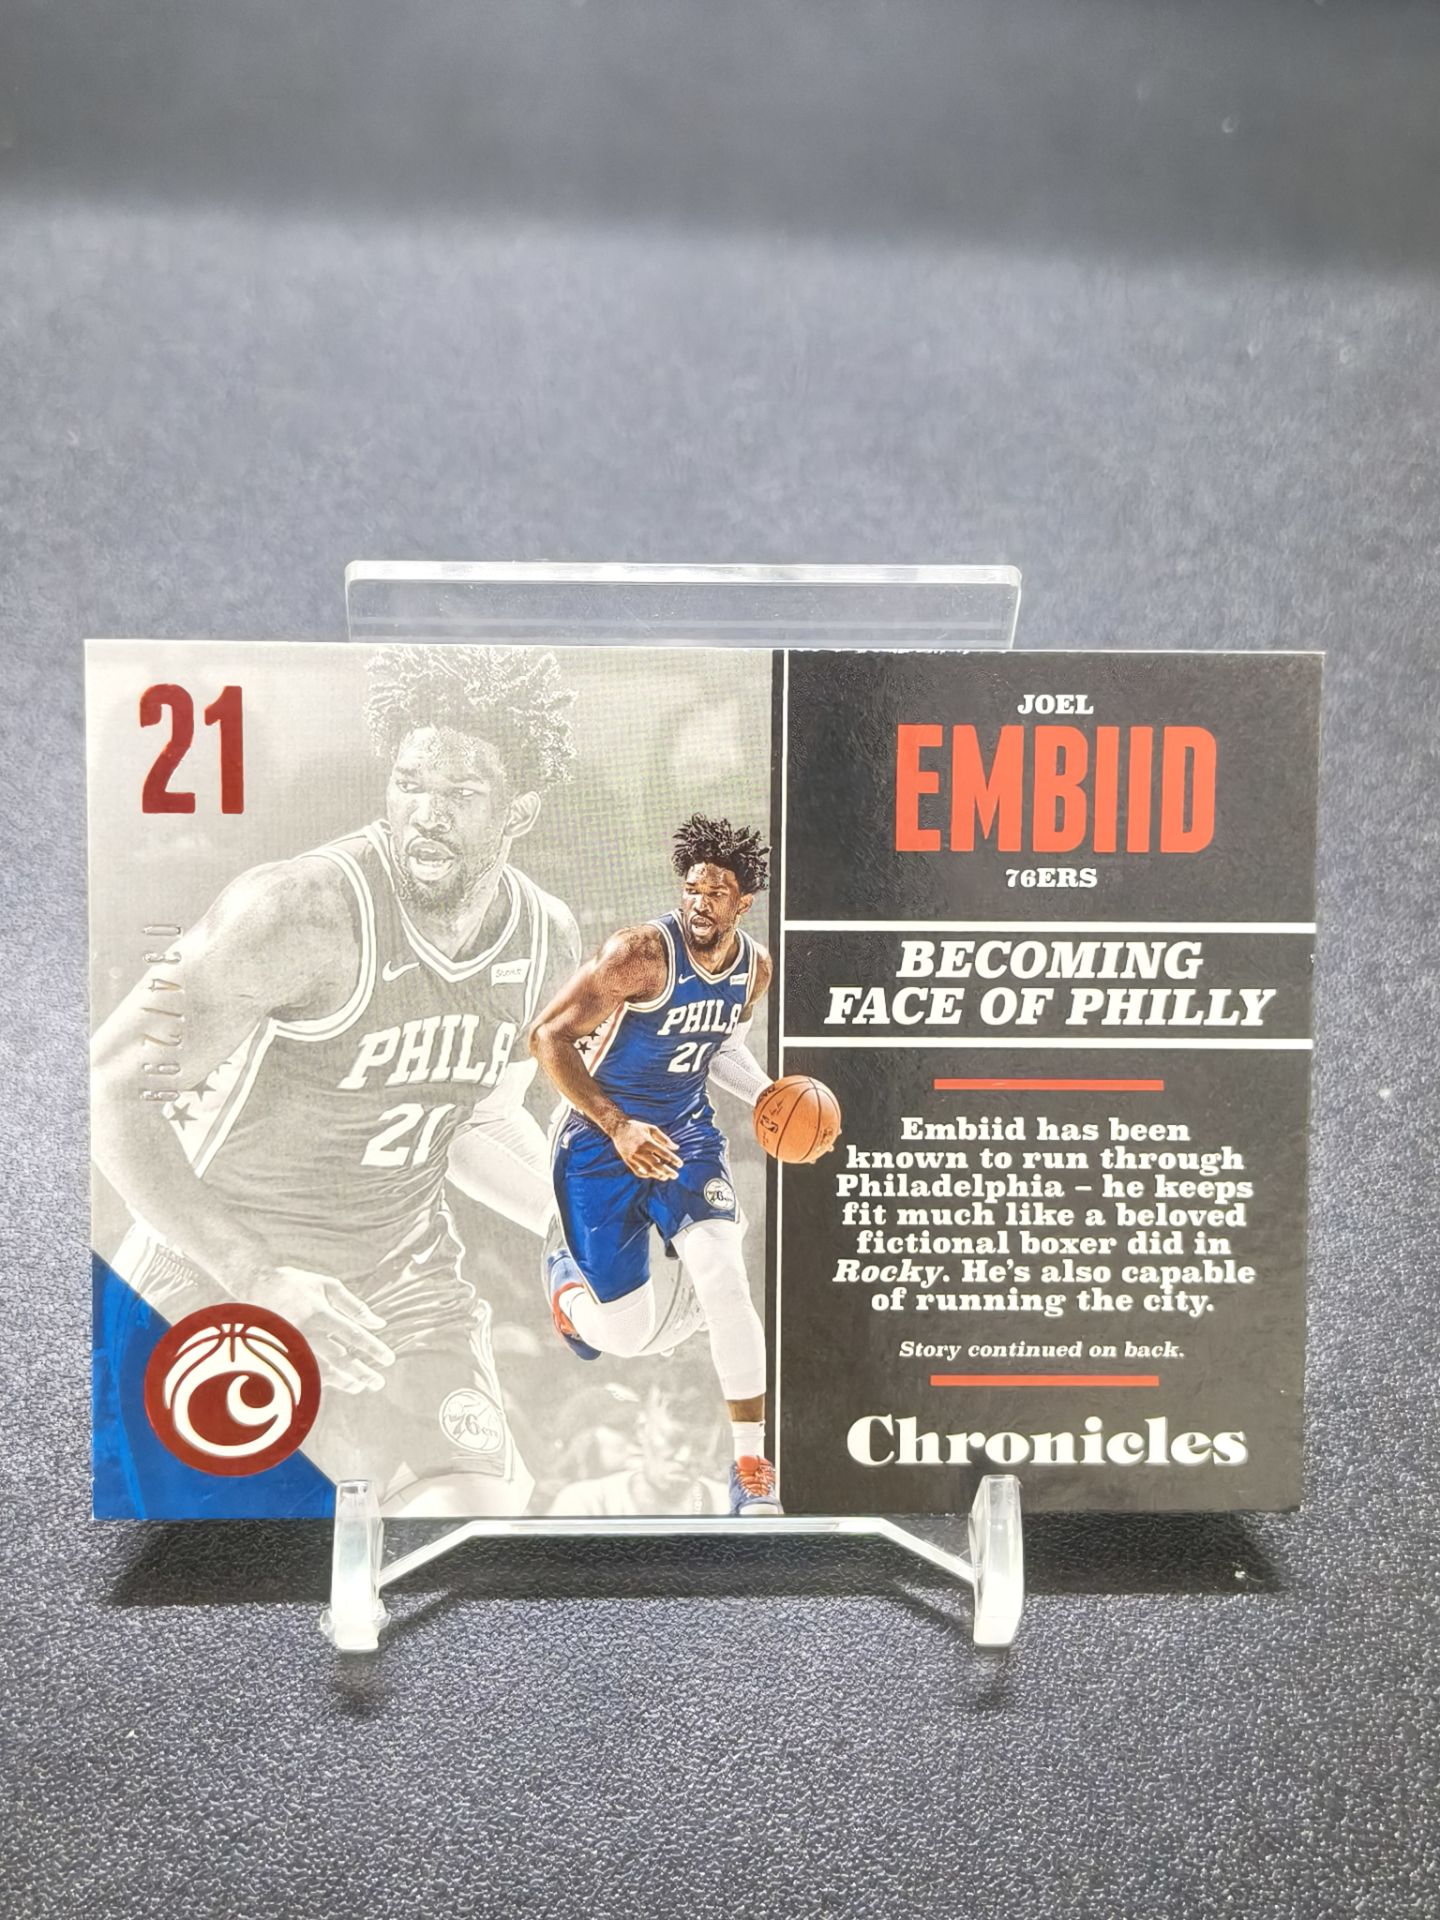 21
JOEL
EMBIID
76ERS
BECOMING
FACE OF PHILLY
Embiid has been
known to run through
Philadelphia – he keeps
fit much like a beloved
fictional boxer did in
Rocky. He's also capable
of running the city.
Story continued on back.
Chronicles
034/299
PHILA
21
PHILA
21
76ers